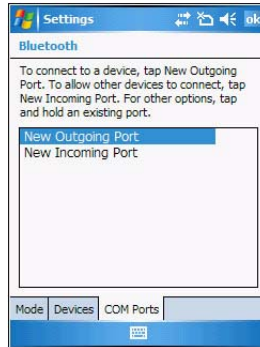 Settings
ok
Bluetooth
To connect to a device, tap New Outgoing
Port. To allow other devices to connect, tap
New Incoming Port. For other options, tap
and hold an existing port.
New Outgoing Port
New Incoming Port
Mode Devices COM Ports